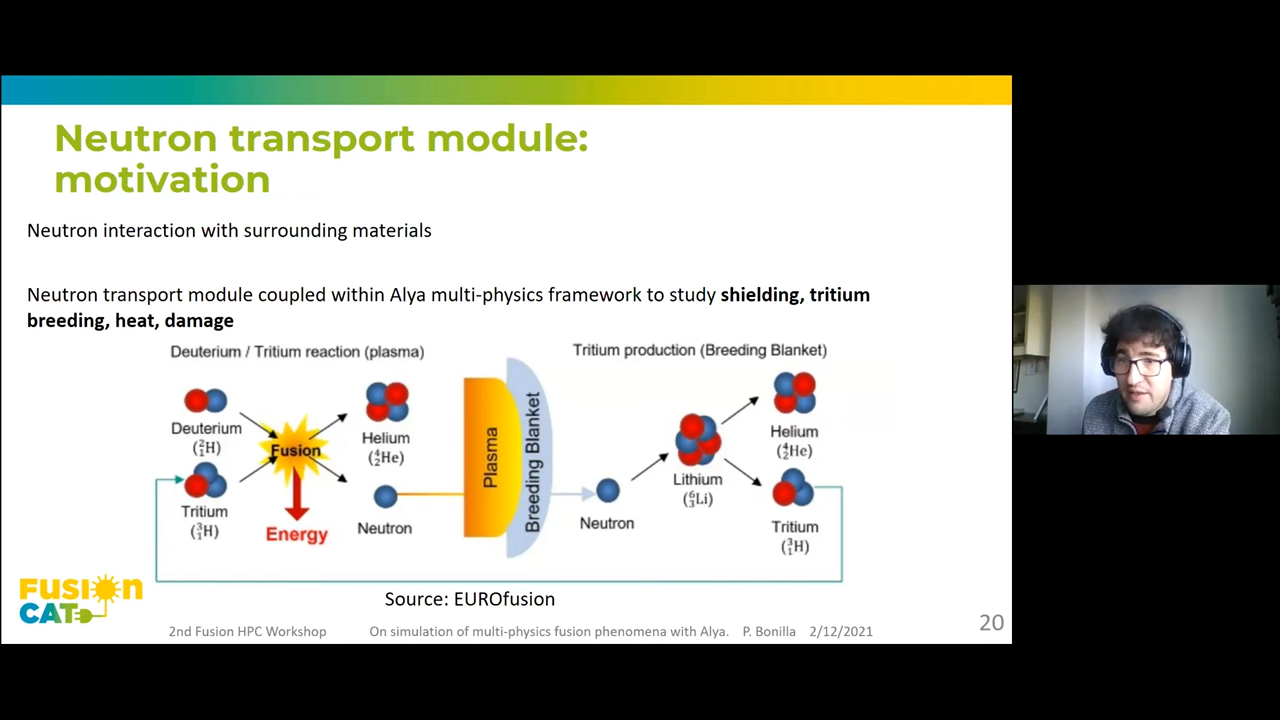 Neutron transport module:
motivation
Neutron interaction with surrounding materials
Neutron transport module coupled within Alya multi-physics framework to study shielding, tritium
breeding, heat, damage
Deuterium / Tritium reaction (plasma)
Tritium production (Breeding Blanket)
Deuterium
(²₁H)
Tritium
(³₁H)
Fusion
Energy
Helium
(⁴₂He)
Neutron
Plasma
Breeding Blanket
Neutron
Lithium
(⁶₃Li)
Helium
(⁴₂He)
Tritium
(³₁H)
Source: EUROfusion
FUSION
CAT
2nd Fusion HPC Workshop
On simulation of multi-physics fusion phenomena with Alya. P. Bonilla 2/12/2021
20